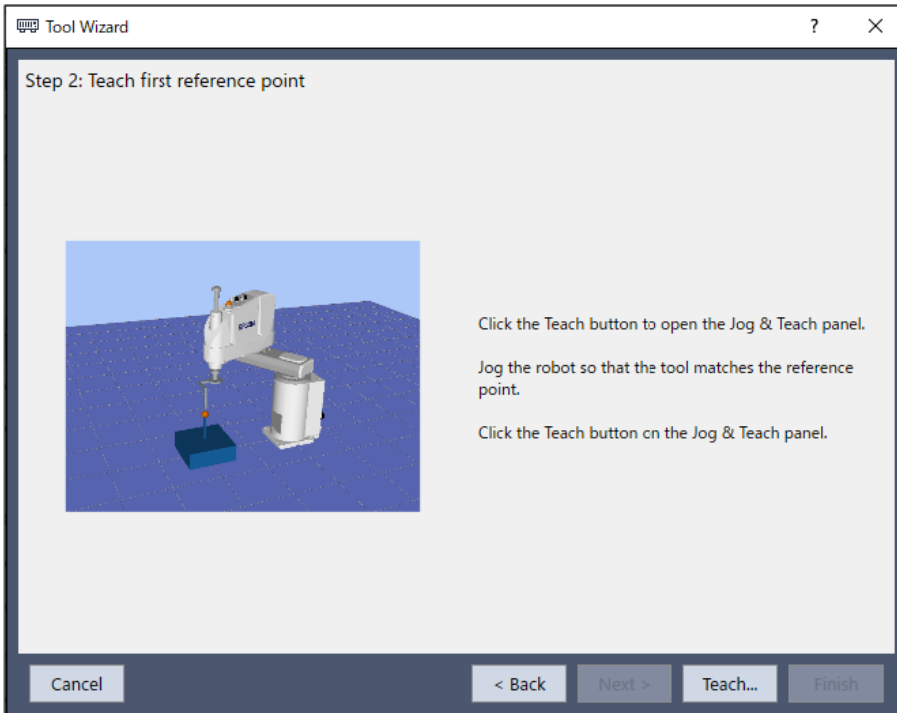 Tool Wizard
?
Step 2: Teach first reference point
EPSON
Click the Teach button to open the Jog & Teach panel.
Jog the robot so that the tool matches the reference
point.
Click the Teach button on the Jog & Teach panel.
Cancel
< Back
Next >
Teach...
Finish